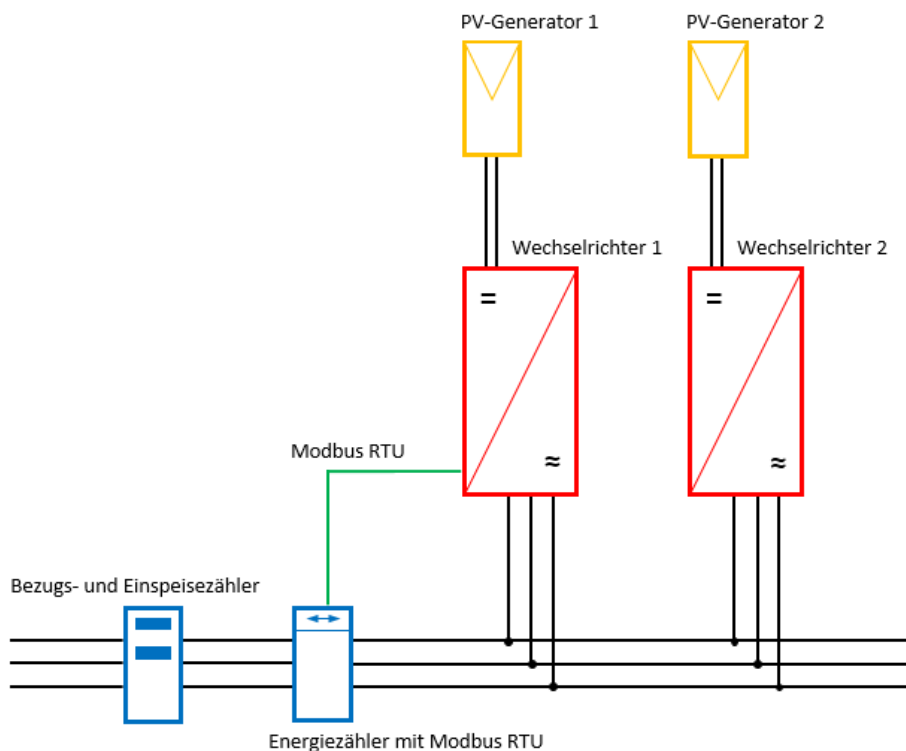 PV-Generator 1
PV-Generator 2
Wechselrichter 1
Wechselrichter 2
=
=
≈
≈
Modbus RTU
Bezugs- und Einspeisezähler
Energiezähler mit Modbus RTU